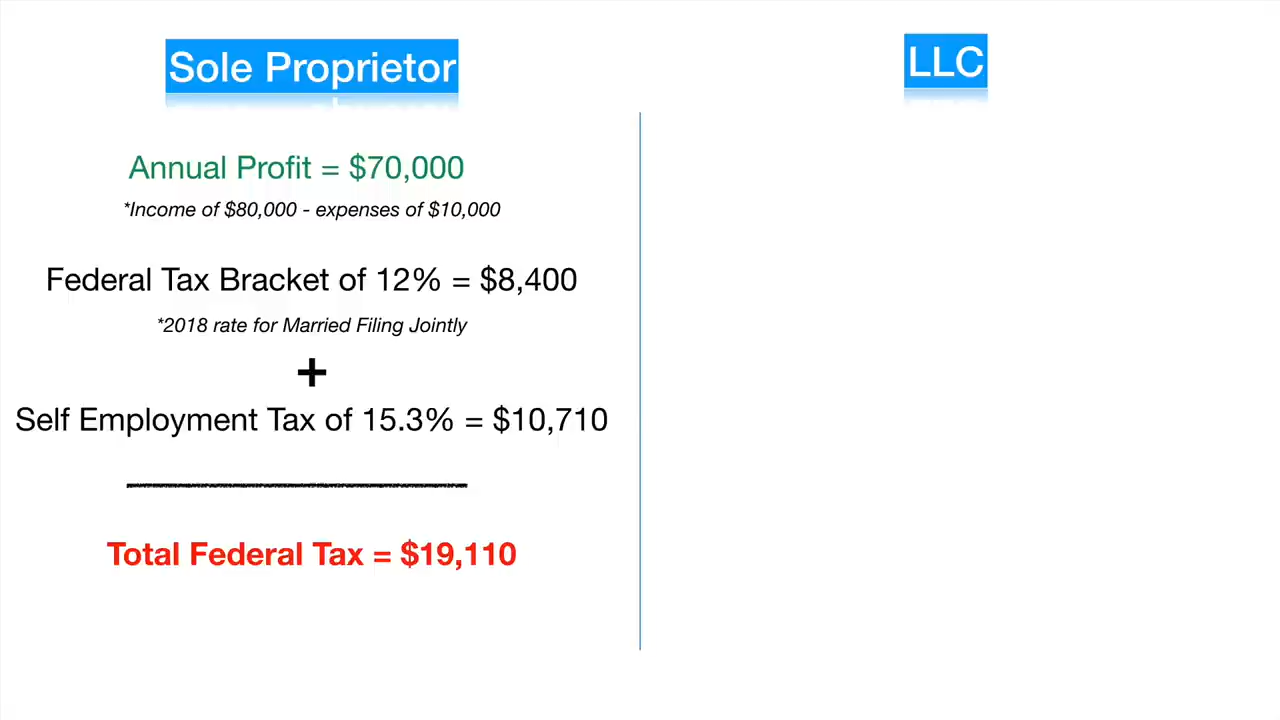 Sole Proprietor
Annual Profit = $70,000
*Income of $80,000 - expenses of $10,000
Federal Tax Bracket of 12% = $8,400
*2018 rate for Married Filing Jointly
+
Self Employment Tax of 15.3% = $10,710
Total Federal Tax = $19,110
LLC